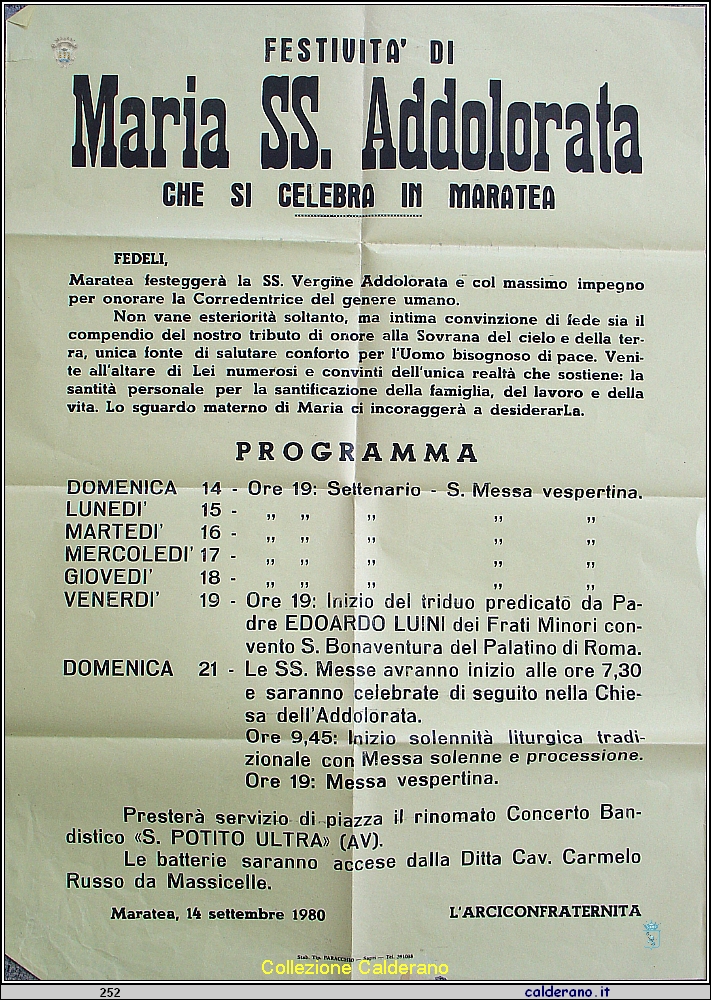 FESTIVITA' DI
Maria SS. Addolorata
CHE SI CELEBRA IN MARATEA
FEDELI,
Maratea festeggerà la SS. Vergine Addolorata e col massimo impegno
per onorare la Corredentrice del genere umano.
Non vane esteriorità soltanto, ma intima convinzione di fede sia il
compendio del nostro tributo di onore alla Sovrana del cielo e della ter-
ra, unica fonte di salutare conforto per l'Uomo bisognoso di pace. Veni-
te all'altare di Lei numerosi e convinti dell'unica realtà che sostiene: la
santità personale per la santificazione della famiglia, del lavoro e della
vita. Lo sguardo materno di Maria ci incoraggerà a desiderarLa.
PROGRAMMA
DOMENICA 14 - Ore 19: Settenario - S. Messa vespertina.
LUNEDI' 15 - „ „ „ „ „
MARTEDI' 16 - „ „ „ „ „
MERCOLEDI' 17 - „ „ „ „ „
GIOVEDI' 18 - „ „ „ „ „
VENERDI' 19 - Ore 19: Inizio del triduo predicato da Pa-
dre EDOARDO LUINI dei Frati Minori con-
vento S. Bonaventura del Palatino di Roma.
DOMENICA 21 - Le SS. Messe avranno inizio alle ore 7,30
e saranno celebrate di seguito nella Chie-
sa dell'Addolorata.
Ore 9,45: Inizio solennità liturgica tradi-
zionale con Messa solenne e processione.
Ore 19: Messa vespertina.
Presterà servizio di piazza il rinomato Concerto Ban-
distico «S. POTITO ULTRA» (AV).
Le batterie saranno accese dalla Ditta Cav. Carmelo
Russo da Massicelle.
Maratea, 14 settembre 1980 L'ARCICONFRATERNITA
Stab. Tip. FARACCHIO - Sapri - Tel. 391088
Collezione Calderano
252 calderano.it